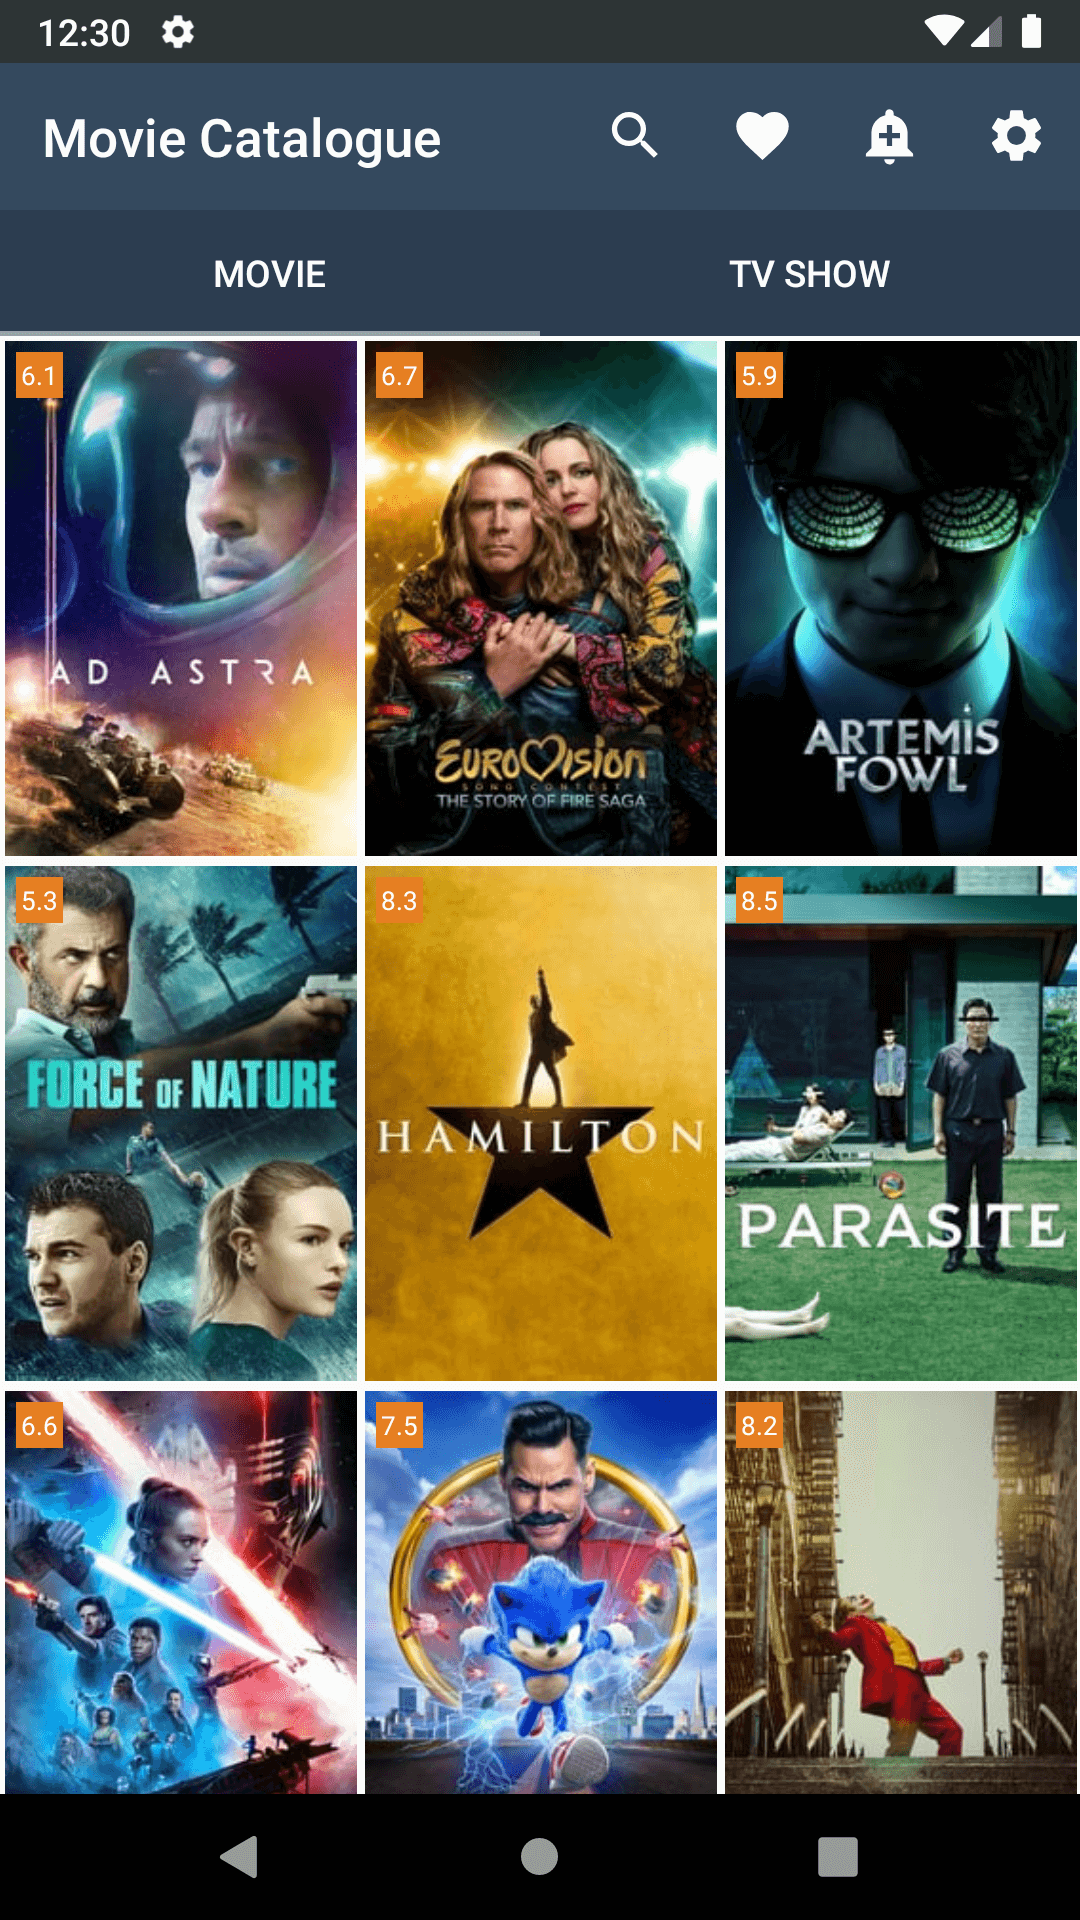 12:30
Movie Catalogue
MOVIE
TV SHOW
6.1
AD ASTRA
6.7
EUROVISION
SONG CONTEST
THE STORY OF FIRE SAGA
5.9
ARTEMIS
FOWL
5.3
FORCE OF NATURE
8.3
HAMILTON
8.5
PARASITE
6.6
7.5
8.2